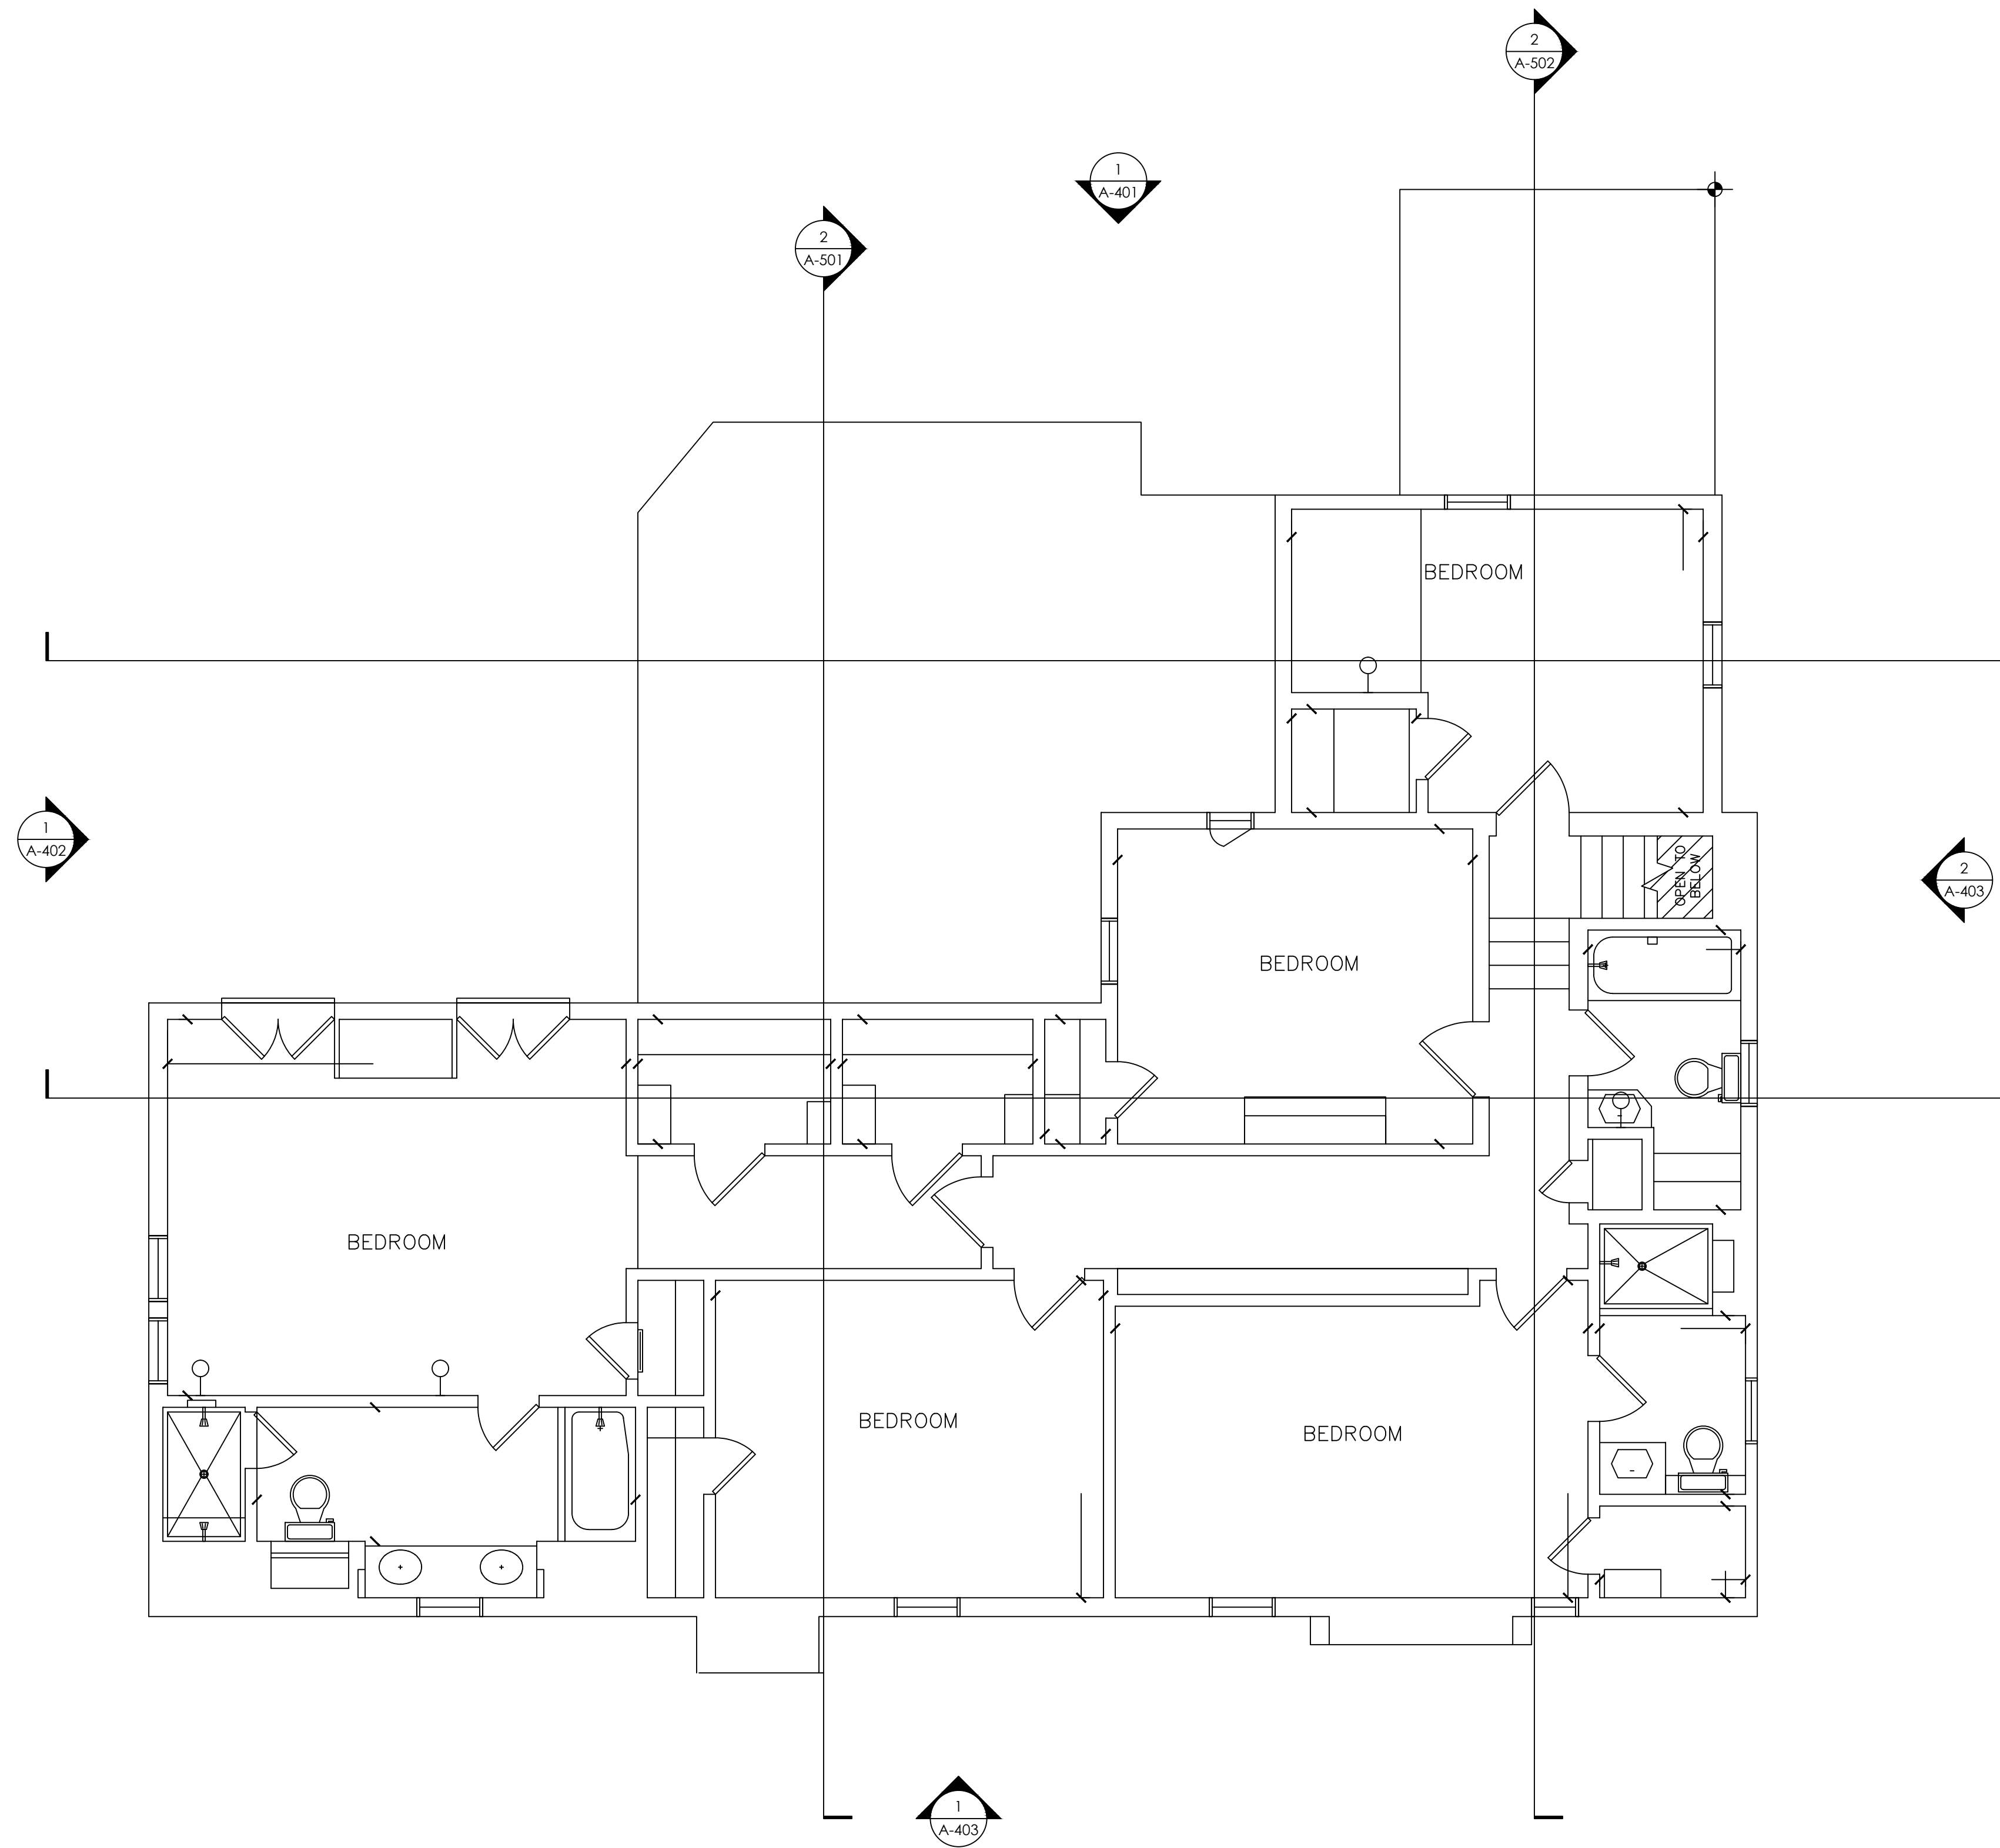 2
A-502
1
A-401
2
A-501
BEDROOM
1
A-402
OPEN TO
BELOW
2
A-403
BEDROOM
BEDROOM
BEDROOM
BEDROOM
1
A-403